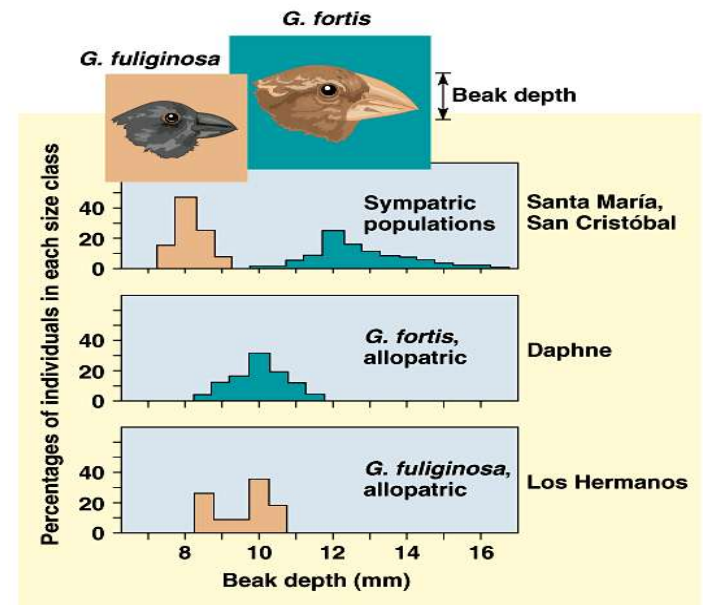 G. fortis
G. fuliginosa
Beak depth
Percentages of individuals in each size class
40
20
0
Sympatric
populations
Santa María,
San Cristóbal
40
20
0
G. fortis,
allopatric
Daphne
40
20
0
G. fuliginosa,
allopatric
Los Hermanos
8 10 12 14 16
Beak depth (mm)